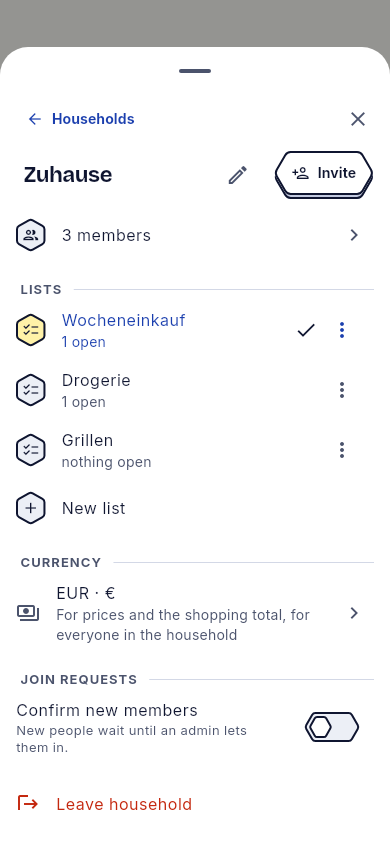 Households
Zuhause
Invite
3 members
LISTS
Wocheneinkauf
1 open
Drogerie
1 open
Grillen
nothing open
New list
CURRENCY
EUR · €
For prices and the shopping total, for
everyone in the household
JOIN REQUESTS
Confirm new members
New people wait until an admin lets
them in.
Leave household